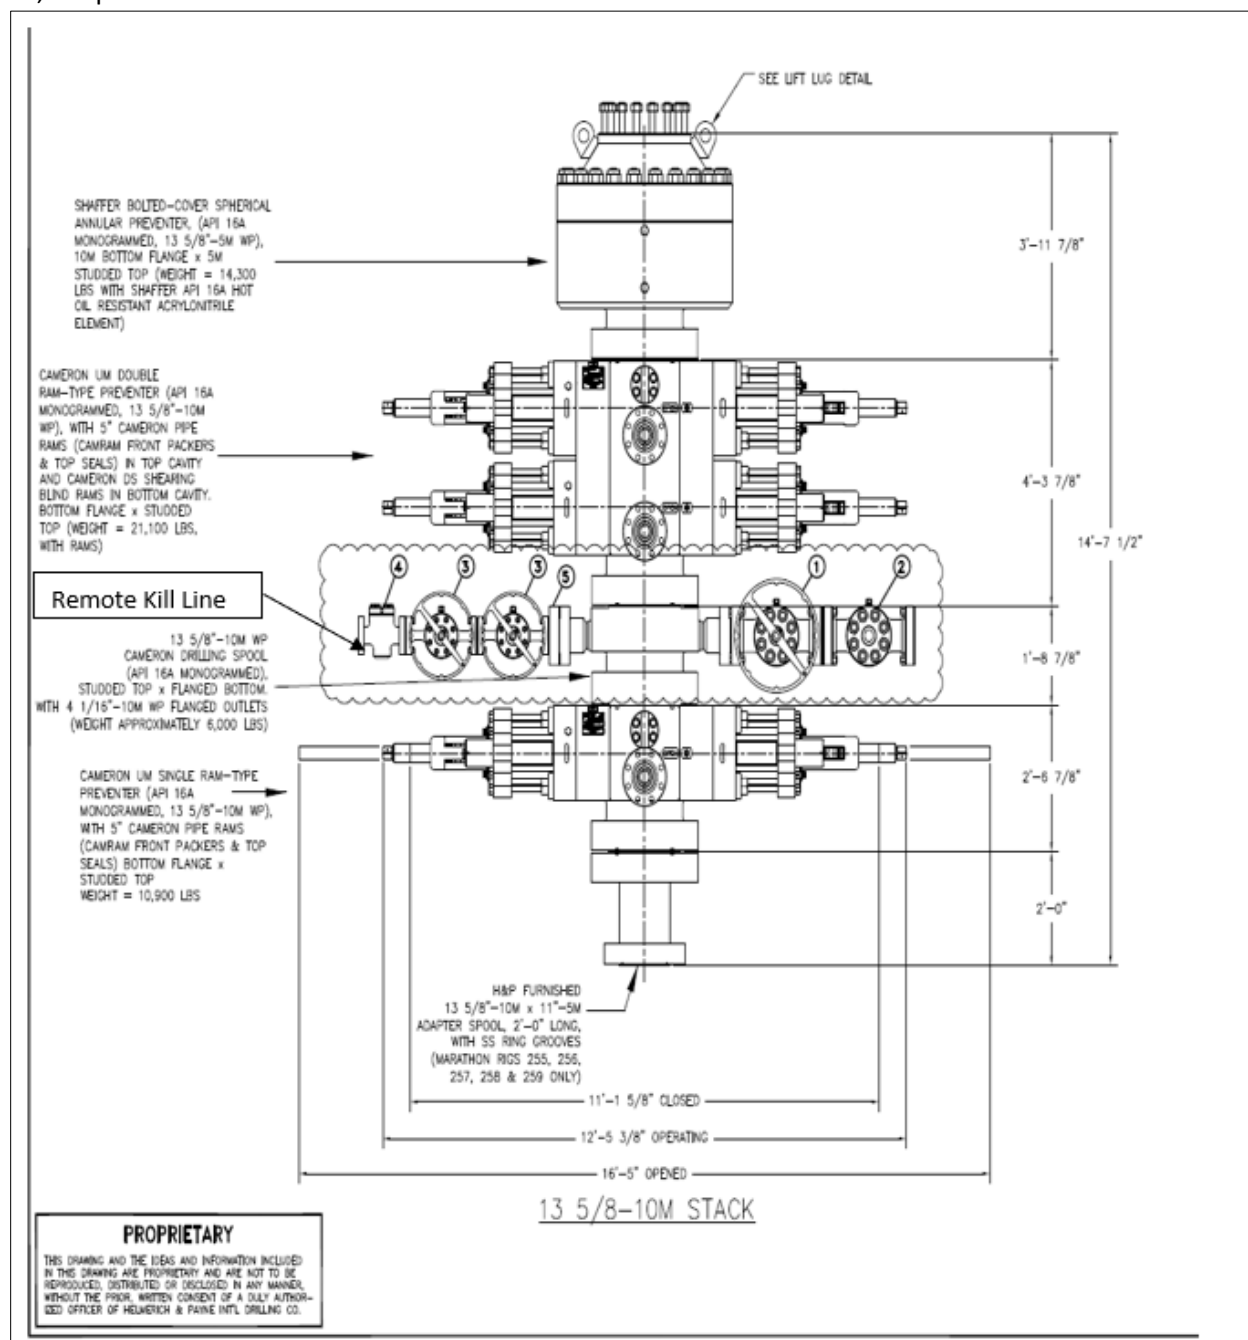 SEE LIFT LUG DETAIL
SHAFFER BOLTED-COVER SPHERICAL
ANNULAR PREVENTER, (API 16A
MONOGRAMMED, 13 5/8"-5M WP),
10M BOTTOM FLANGE x 5M
STUDDED TOP (WEIGHT = 14,300
LBS WITH SHAFFER API 16A HOT
OIL RESISTANT ACRYLONITRILE
ELEMENT)
3'-11 7/8"
CAMERON UM DOUBLE
RAM-TYPE PREVENTER (API 16A
MONOGRAMMED, 13 5/8"-10M
WP), WITH 5" CAMERON PIPE
RAMS (CAMRAM FRONT PACKERS
& TOP SEALS) IN TOP CAVITY
AND CAMERON DS SHEARING
BLIND RAMS IN BOTTOM CAVITY.
BOTTOM FLANGE x STUDDED
TOP (WEIGHT = 21,100 LBS,
WITH RAMS)
4'-3 7/8"
14'-7 1/2"
4
3
3
5
1
2
Remote Kill Line
13 5/8"-10M WP
CAMERON DRILLING SPOOL
(API 16A MONOGRAMMED),
STUDDED TOP x FLANGED BOTTOM.
WITH 4 1/16"-10M WP FLANGED OUTLETS
(WEIGHT APPROXIMATELY 6,000 LBS)
1'-8 7/8"
CAMERON UM SINGLE RAM-TYPE
PREVENTER (API 16A
MONOGRAMMED, 13 5/8"-10M WP),
WITH 5" CAMERON PIPE RAMS
(CAMRAM FRONT PACKERS & TOP
SEALS) BOTTOM FLANGE x
STUDDED TOP
WEIGHT = 10,900 LBS
2'-6 7/8"
2'-0"
H&P FURNISHED
13 5/8"-10M x 11"-5M
ADAPTER SPOOL, 2'-0" LONG,
WITH SS RING GROOVES
(MARATHON RIGS 255, 256,
257, 258 & 259 ONLY)
11'-1 5/8" CLOSED
12'-5 3/8" OPERATING
16'-5" OPENED
13 5/8-10M STACK
PROPRIETARY
THIS DRAWING AND THE IDEAS AND INFORMATION INCLUDED
IN THIS DRAWING ARE PROPRIETARY AND ARE NOT TO BE
REPRODUCED, DISTRIBUTED OR DISCLOSED IN ANY MANNER,
WITHOUT THE PRIOR, WRITTEN CONSENT OF A DULY AUTHOR-
IZED OFFICER OF HELMERICH & PAYNE INT'L DRILLING CO.